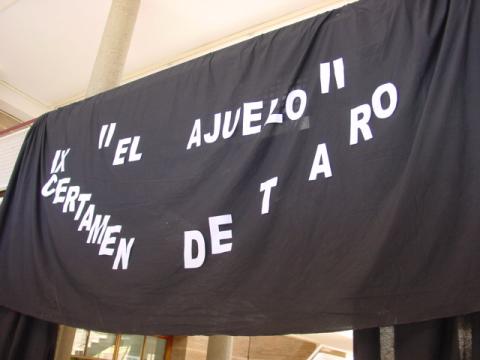 IX "EL AJUELO"
CERTAMEN DE TARO